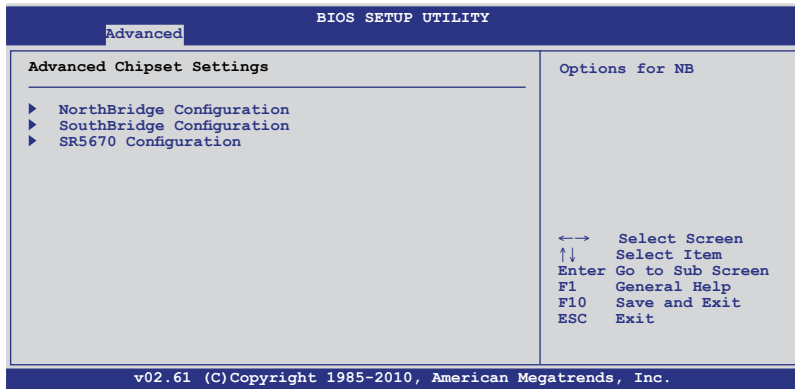 BIOS SETUP UTILITY
Advanced
Advanced Chipset Settings
NorthBridge Configuration
SouthBridge Configuration
SR5670 Configuration
Options for NB
←→ Select Screen
↑↓ Select Item
Enter Go to Sub Screen
F1 General Help
F10 Save and Exit
ESC Exit
v02.61 (C)Copyright 1985-2010, American Megatrends, Inc.